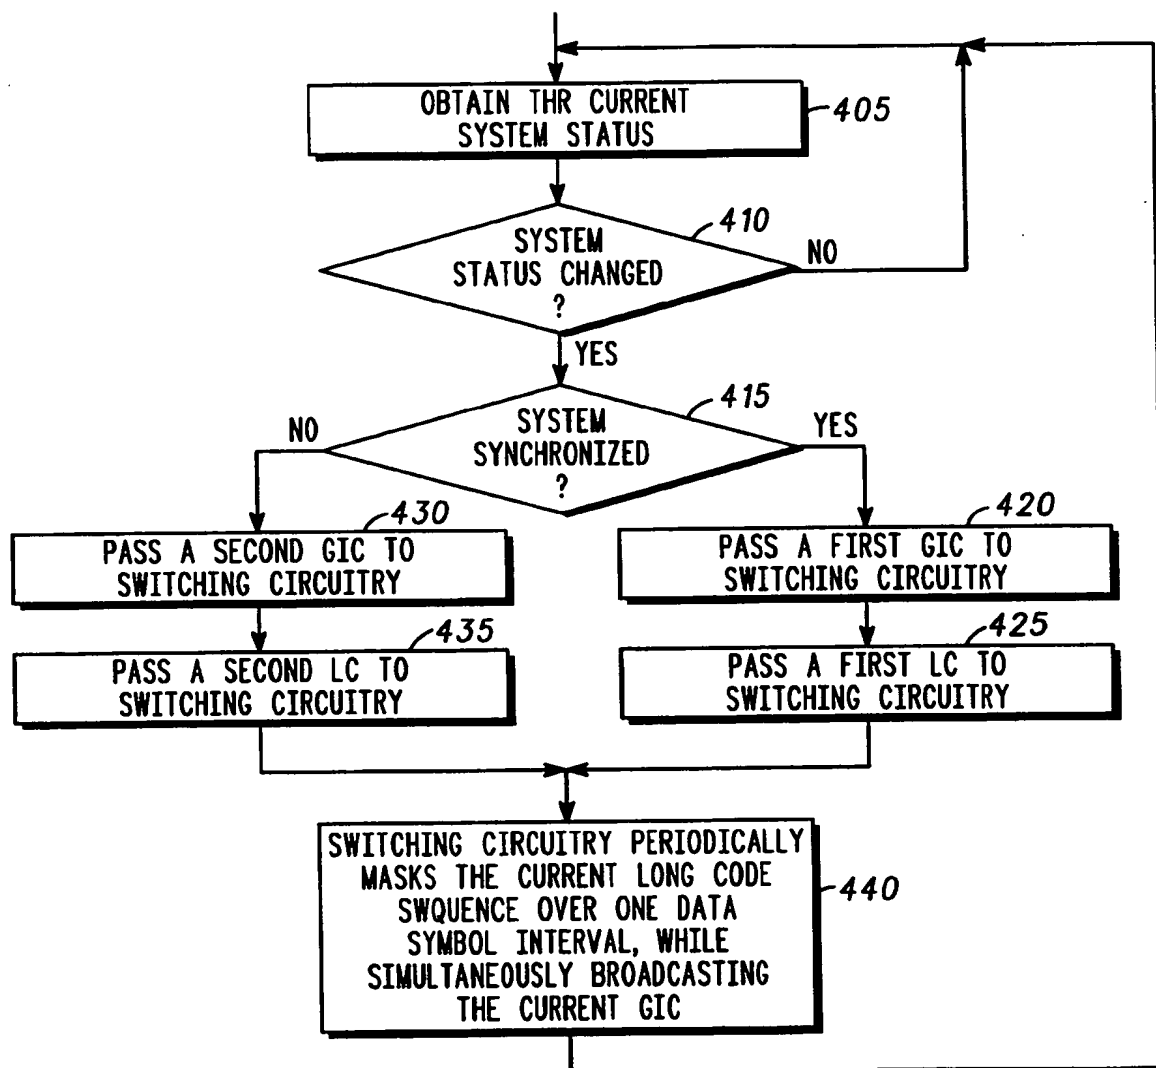 OBTAIN THR CURRENT
SYSTEM STATUS
405
410
SYSTEM
STATUS CHANGED
?
NO
YES
415
SYSTEM
SYNCHRONIZED
?
NO
YES
430
PASS A SECOND GIC TO
SWITCHING CIRCUITRY
420
PASS A FIRST GIC TO
SWITCHING CIRCUITRY
435
PASS A SECOND LC TO
SWITCHING CIRCUITRY
425
PASS A FIRST LC TO
SWITCHING CIRCUITRY
SWITCHING CIRCUITRY PERIODICALLY
MASKS THE CURRENT LONG CODE
SWQUENCE OVER ONE DATA
SYMBOL INTERVAL, WHILE
SIMULTANEOUSLY BROADCASTING
THE CURRENT GIC
440